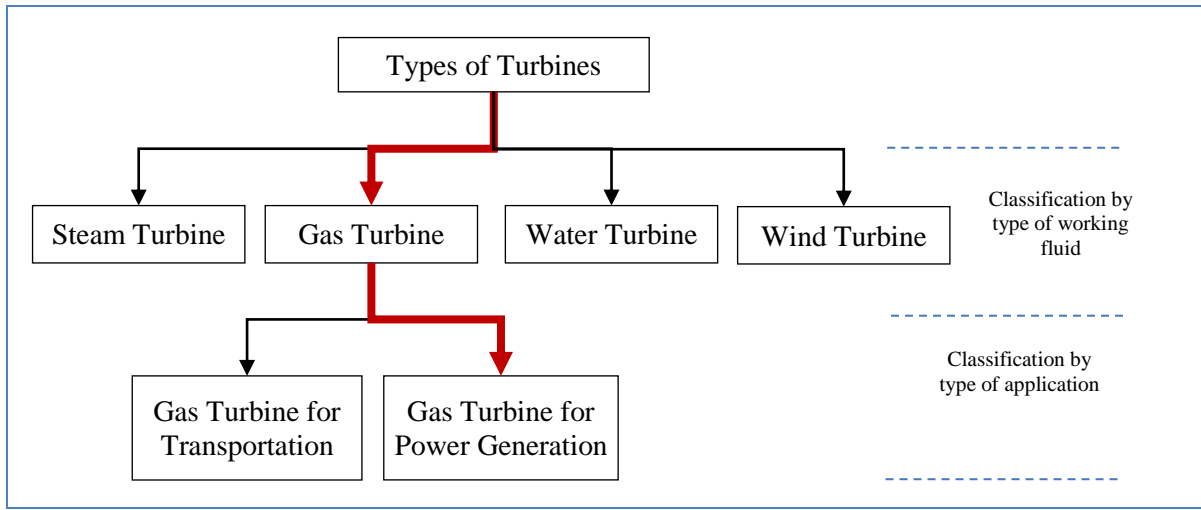 Types of Turbines
Steam Turbine
Gas Turbine
Water Turbine
Wind Turbine
Classification by
type of working
fluid
Gas Turbine for
Transportation
Gas Turbine for
Power Generation
Classification by
type of application